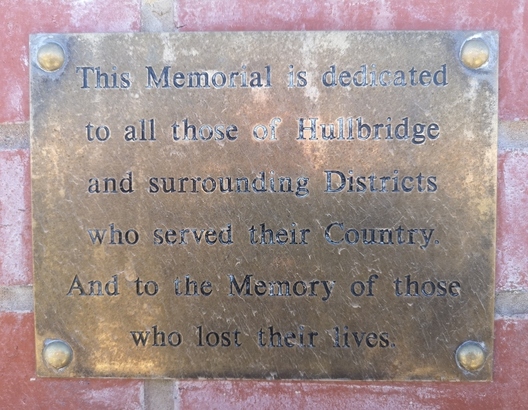 This Memorial is dedicated
to all those of Hullbridge
and surrounding Districts
who served their Country.
And to the Memory of those
who lost their lives.